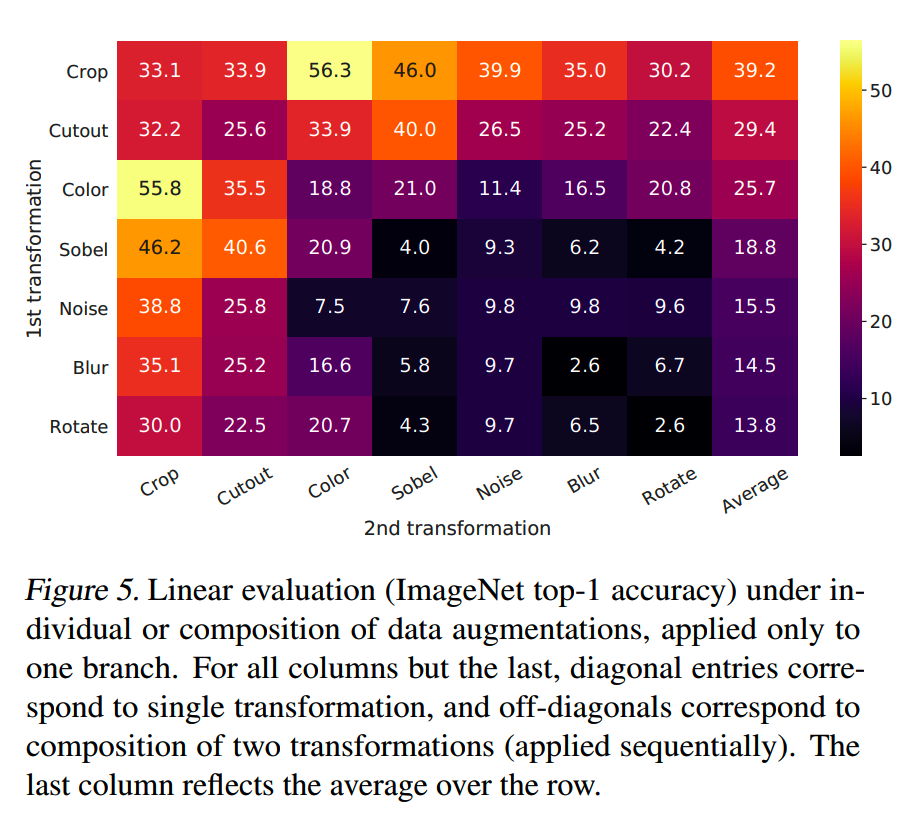 Crop 33.1 33.9 56.3 46.0 39.9 35.0 30.2 39.2
Cutout 32.2 25.6 33.9 40.0 26.5 25.2 22.4 29.4
Color 55.8 35.5 18.8 21.0 11.4 16.5 20.8 25.7
Sobel 46.2 40.6 20.9 4.0 9.3 6.2 4.2 18.8
Noise 38.8 25.8 7.5 7.6 9.8 9.8 9.6 15.5
Blur 35.1 25.2 16.6 5.8 9.7 2.6 6.7 14.5
Rotate 30.0 22.5 20.7 4.3 9.7 6.5 2.6 13.8
Crop Cutout Color Sobel Noise Blur Rotate Average
1st transformation
2nd transformation
50
40
30
20
10
Figure 5. Linear evaluation (ImageNet top-1 accuracy) under in-
dividual or composition of data augmentations, applied only to
one branch. For all columns but the last, diagonal entries corre-
spond to single transformation, and off-diagonals correspond to
composition of two transformations (applied sequentially). The
last column reflects the average over the row.